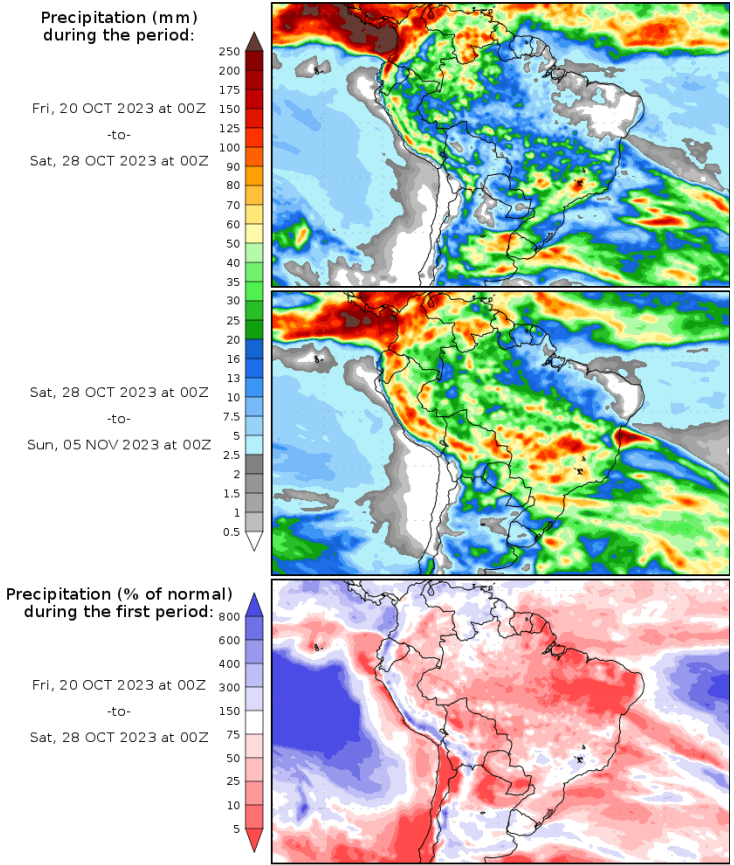 Precipitation (mm)
during the period:
Fri, 20 OCT 2023 at 00Z
-to-
Sat, 28 OCT 2023 at 00Z
250
200
175
150
125
100
90
80
70
60
50
40
35
30
25
20
16
13
10
7.5
5
2.5
2
1.5
1
0.5
Sat, 28 OCT 2023 at 00Z
-to-
Sun, 05 NOV 2023 at 00Z
Precipitation (% of normal)
during the first period:
Fri, 20 OCT 2023 at 00Z
-to-
Sat, 28 OCT 2023 at 00Z
800
600
400
300
150
75
50
25
10
5